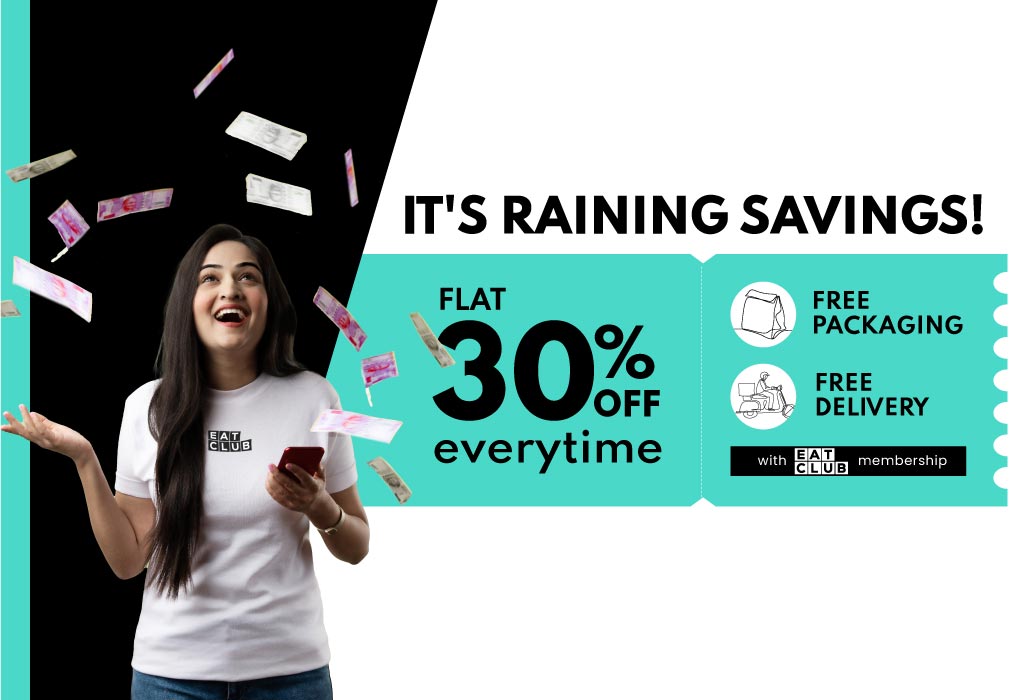 IT'S RAINING SAVINGS!
FLAT
30% OFF
everytime
FREE
PACKAGING
FREE
DELIVERY
with EAT CLUB membership
EAT
CLUB